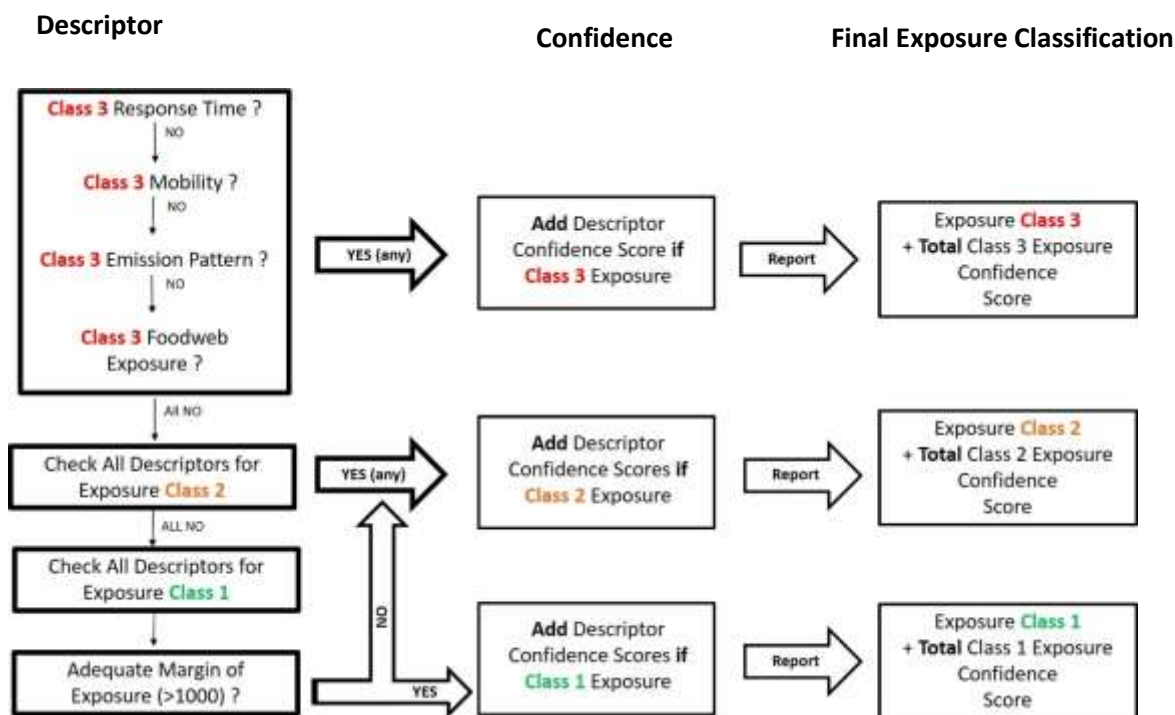 Descriptor
Confidence
Final Exposure Classification
Class 3 Response Time ?
NO
Class 3 Mobility ?
NO
Class 3 Emission Pattern ?
NO
Class 3 Foodweb
Exposure ?
YES (any)
Add Descriptor
Confidence Score if
Class 3 Exposure
Report
Exposure Class 3
+ Total Class 3 Exposure
Confidence
Score
All NO
Check All Descriptors for
Exposure Class 2
YES (any)
Add Descriptor
Confidence Scores if
Class 2 Exposure
Report
Exposure Class 2
+ Total Class 2 Exposure
Confidence
Score
ALL NO
Check All Descriptors for
Exposure Class 1
NO
Adequate Margin of
Exposure (>1000) ?
YES
Add Descriptor
Confidence Scores if
Class 1 Exposure
Report
Exposure Class 1
+ Total Class 1 Exposure
Confidence
Score